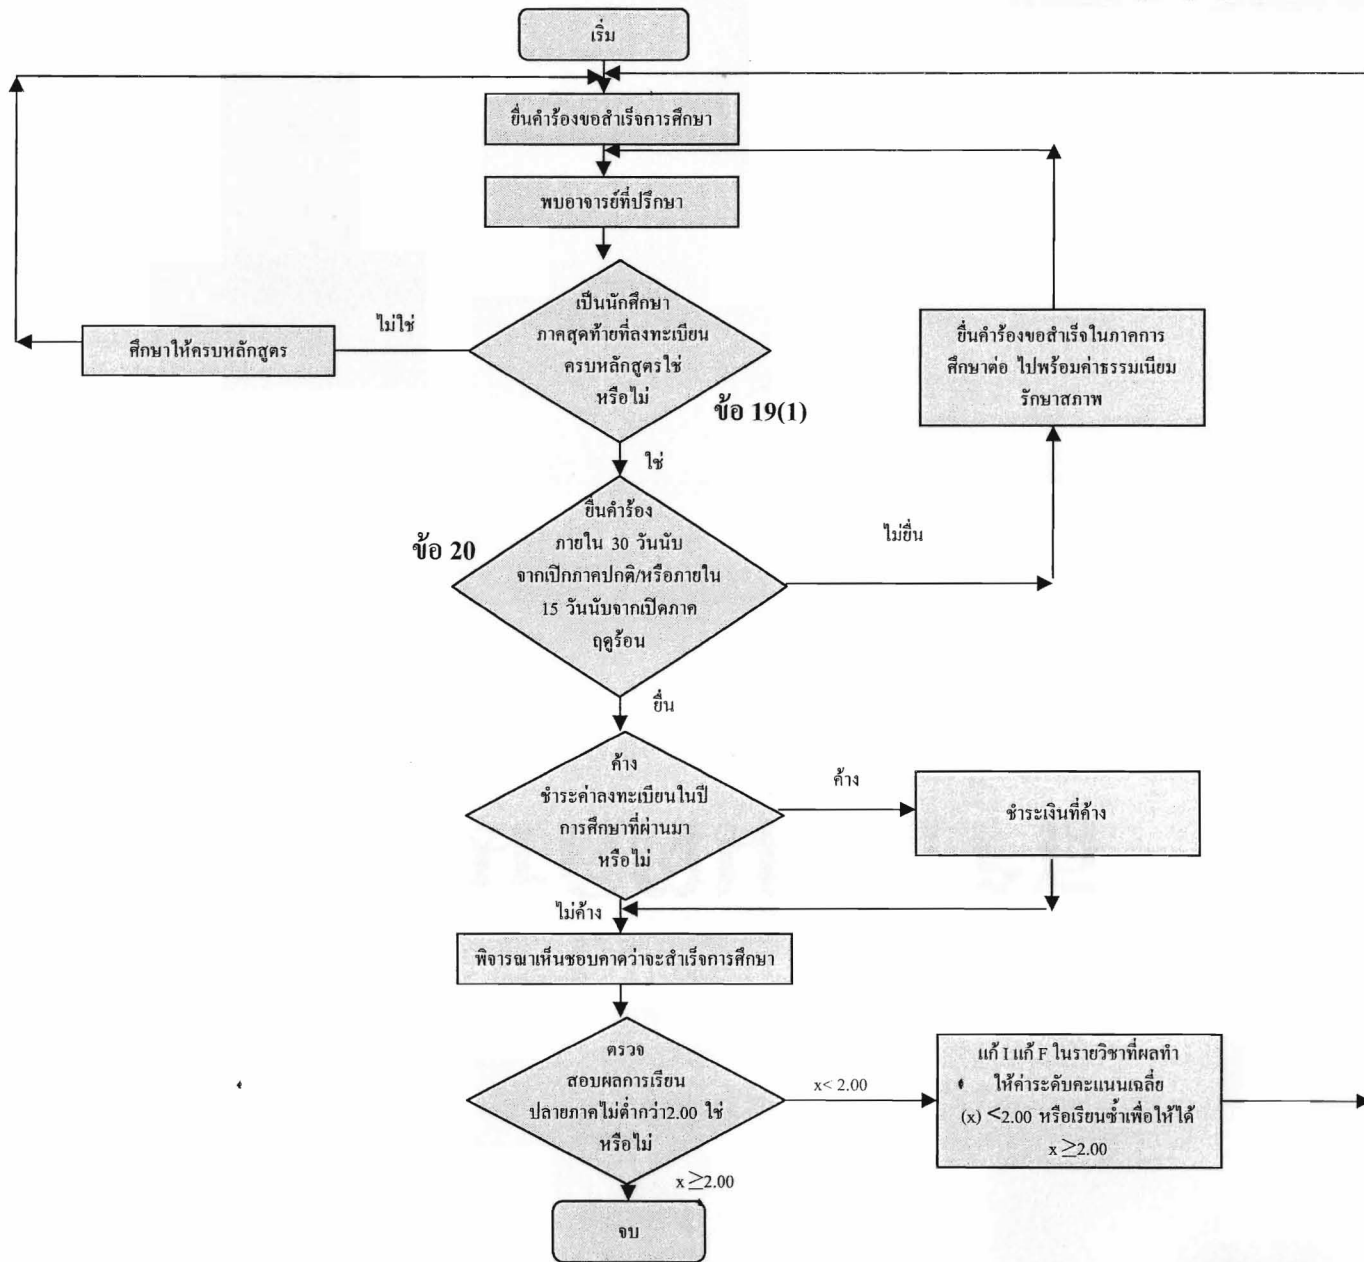 เริ่ม
ยื่นคำร้องขอสำเร็จการศึกษา
พบอาจารย์ที่ปรึกษา
เป็นนักศึกษา
ภาคสุดท้ายที่ลงทะเบียน
ครบหลักสูตรใช่
หรือไม่
ไม่ใช่
ศึกษาให้ครบหลักสูตร
ข้อ 19(1)
ยื่นคำร้องขอสำเร็จในภาคการ
ศึกษาต่อ ไปพร้อมค่าธรรมเนียม
รักษาสภาพ
ใช่
ข้อ 20
ยื่นคำร้อง
ภายใน 30 วันนับ
จากเปิกภาคปกติ/หรือภายใน
15 วันนับจากเปิดภาค
ฤดูร้อน
ไม่ยื่น
ยื่น
ค้าง
ชำระค่าลงทะเบียนในปี
การศึกษาที่ผ่านมา
หรือไม่
ค้าง
ชำระเงินที่ค้าง
ไม่ค้าง
พิจารณาเห็นชอบคาดว่าจะสำเร็จการศึกษา
ตรวจ
สอบผลการเรียน
ปลายภาคไม่ต่ำกว่า2.00 ใช่
หรือไม่
x< 2.00
แก้ I แก้ F ในรายวิชาที่ผลทำ
ให้ค่าระดับคะแนนเฉลี่ย
(x) <2.00 หรือเรียนซ้ำเพื่อให้ได้
x ≥2.00
x ≥2.00
จบ